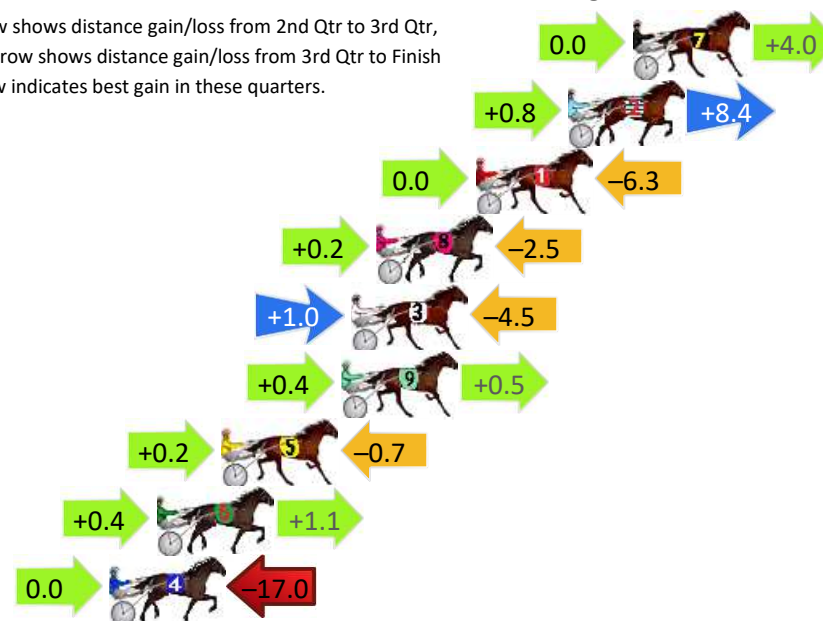 shows distance gain/loss from 2nd Qtr to 3rd Qtr,
row shows distance gain/loss from 3rd Qtr to Finish
indicates best gain in these quarters.
0.0 7 +4.0
+0.8 2 +8.4
0.0 1 –6.3
+0.2 8 –2.5
+1.0 3 –4.5
+0.4 9 +0.5
+0.2 5 –0.7
+0.4 6 +1.1
0.0 4 –17.0